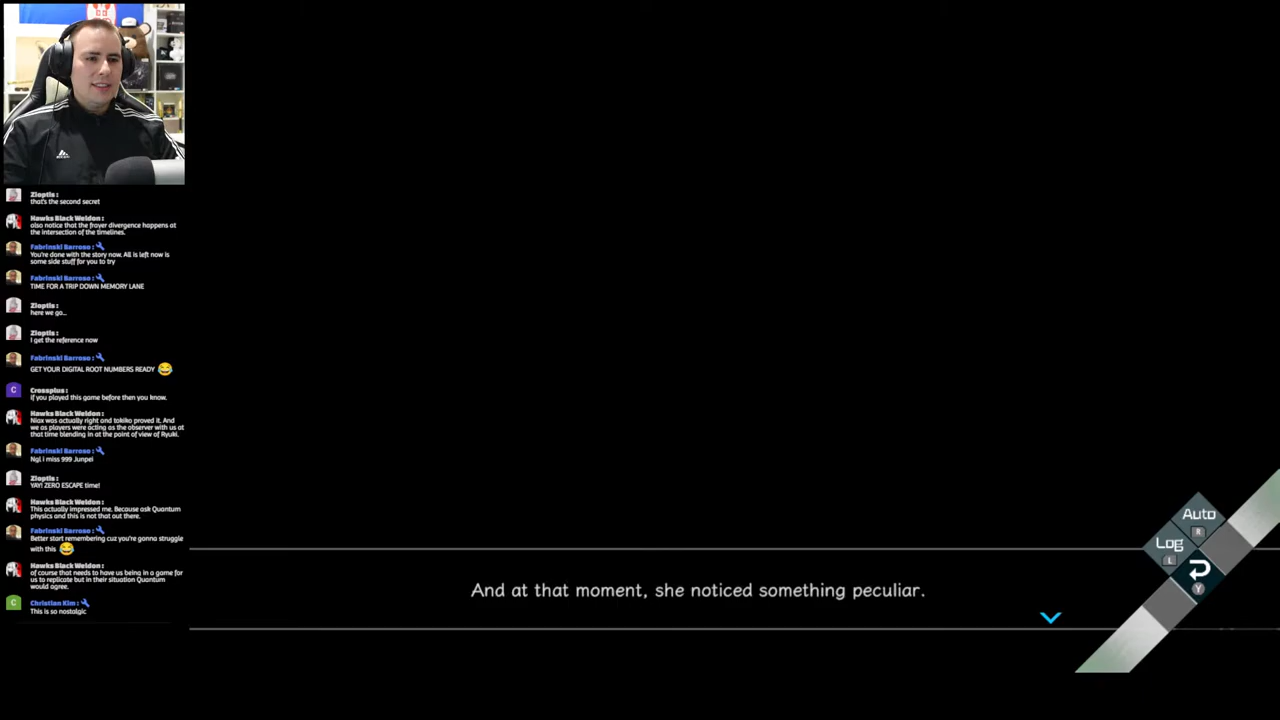 Zioptis :
that's the second secret
Hawks Black Weldon :
also notice that the frayer divergence happens at
the intersection of the timelines.
Fabrinski Barroso :
You're done with the story now. All is left now is
some side stuff for you to try
Fabrinski Barroso :
TIME FOR A TRIP DOWN MEMORY LANE
Zioptis :
here we go...
Zioptis :
I get the reference now
Fabrinski Barroso :
GET YOUR DIGITAL ROOT NUMBERS READY 😂
C
Crossplus :
if you played this game before then you know.
Hawks Black Weldon :
Niax was actually right and tokiko proved it. And
we as players were acting as the observer with us at
that time blending in at the point of view of Ryuki.
Fabrinski Barroso :
Ngl i miss 999 Junpei
Zioptis :
YAY! ZERO ESCAPE time!
Hawks Black Weldon :
This actually impressed me. Because ask Quantum
physics and this is not that out there.
Fabrinski Barroso :
Better start remembering cuz you're gonna struggle
with this 😂
Hawks Black Weldon :
of course that needs to have us being in a game for
us to replicate but in their situation Quantum
would agree.
C
Christian Kim :
This is so nostalgic
Auto
R
Log
L
Y
And at that moment, she noticed something peculiar.